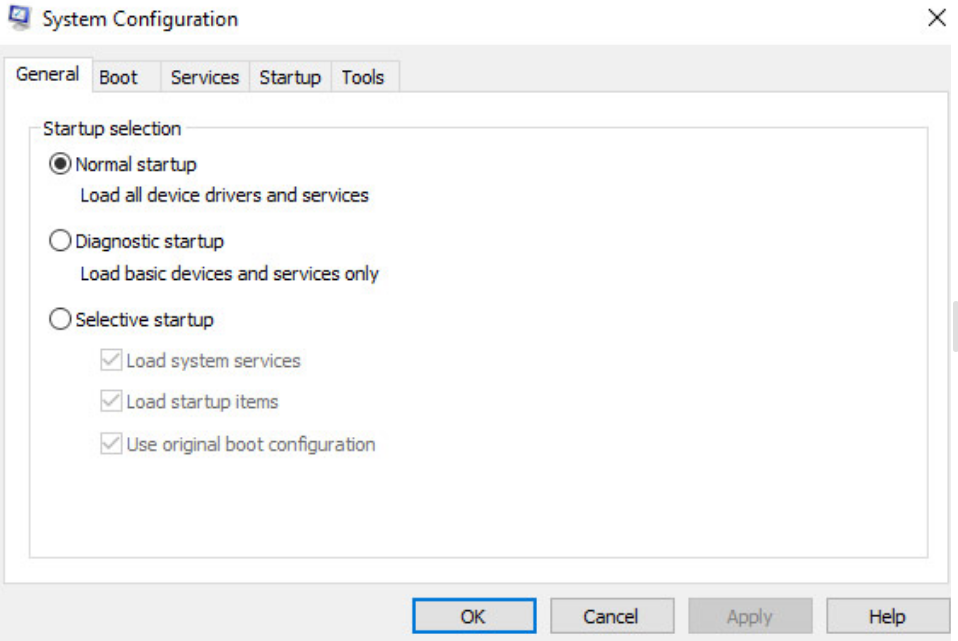 System Configuration
General Boot Services Startup Tools
Startup selection
Normal startup
Load all device drivers and services
Diagnostic startup
Load basic devices and services only
Selective startup
Load system services
Load startup items
Use original boot configuration
OK Cancel Apply Help